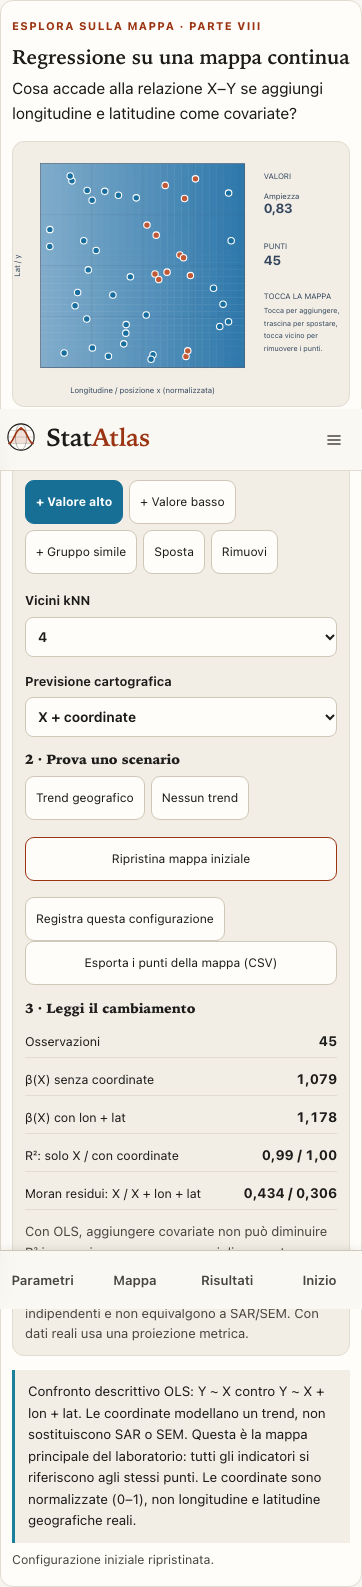 ESPLORA SULLA MAPPA · PARTE VIII
Regressione su una mappa continua
Cosa accade alla relazione X–Y se aggiungi
longitudine e latitudine come covariate?
VALORI
Ampiezza
0,83
PUNTI
45
TOCCA LA MAPPA
Tocca per aggiungere,
trascina per spostare,
tocca vicino per
rimuovere i punti.
Lat / y
Longitudine / posizione x (normalizzata)
StatAtlas
+ Valore alto
+ Valore basso
+ Gruppo simile
Sposta
Rimuovi
Vicini kNN
4
Previsione cartografica
X + coordinate
2 · Prova uno scenario
Trend geografico
Nessun trend
Ripristina mappa iniziale
Registra questa configurazione
Esporta i punti della mappa (CSV)
3 · Leggi il cambiamento
Osservazioni 45
β(X) senza coordinate 1,079
β(X) con lon + lat 1,178
R²: solo X / con coordinate 0,99 / 1,00
Moran residui: X / X + lon + lat 0,434 / 0,306
Con OLS, aggiungere covariate non può diminuire
Parametri Mappa Risultati Inizio
indipendenti e non equivalgono a SAR/SEM. Con
dati reali usa una proiezione metrica.
Confronto descrittivo OLS: Y ~ X contro Y ~ X +
lon + lat. Le coordinate modellano un trend, non
sostituiscono SAR o SEM. Questa è la mappa
principale del laboratorio: tutti gli indicatori si
riferiscono agli stessi punti. Le coordinate sono
normalizzate (0–1), non longitudine e latitudine
geografiche reali.
Configurazione iniziale ripristinata.